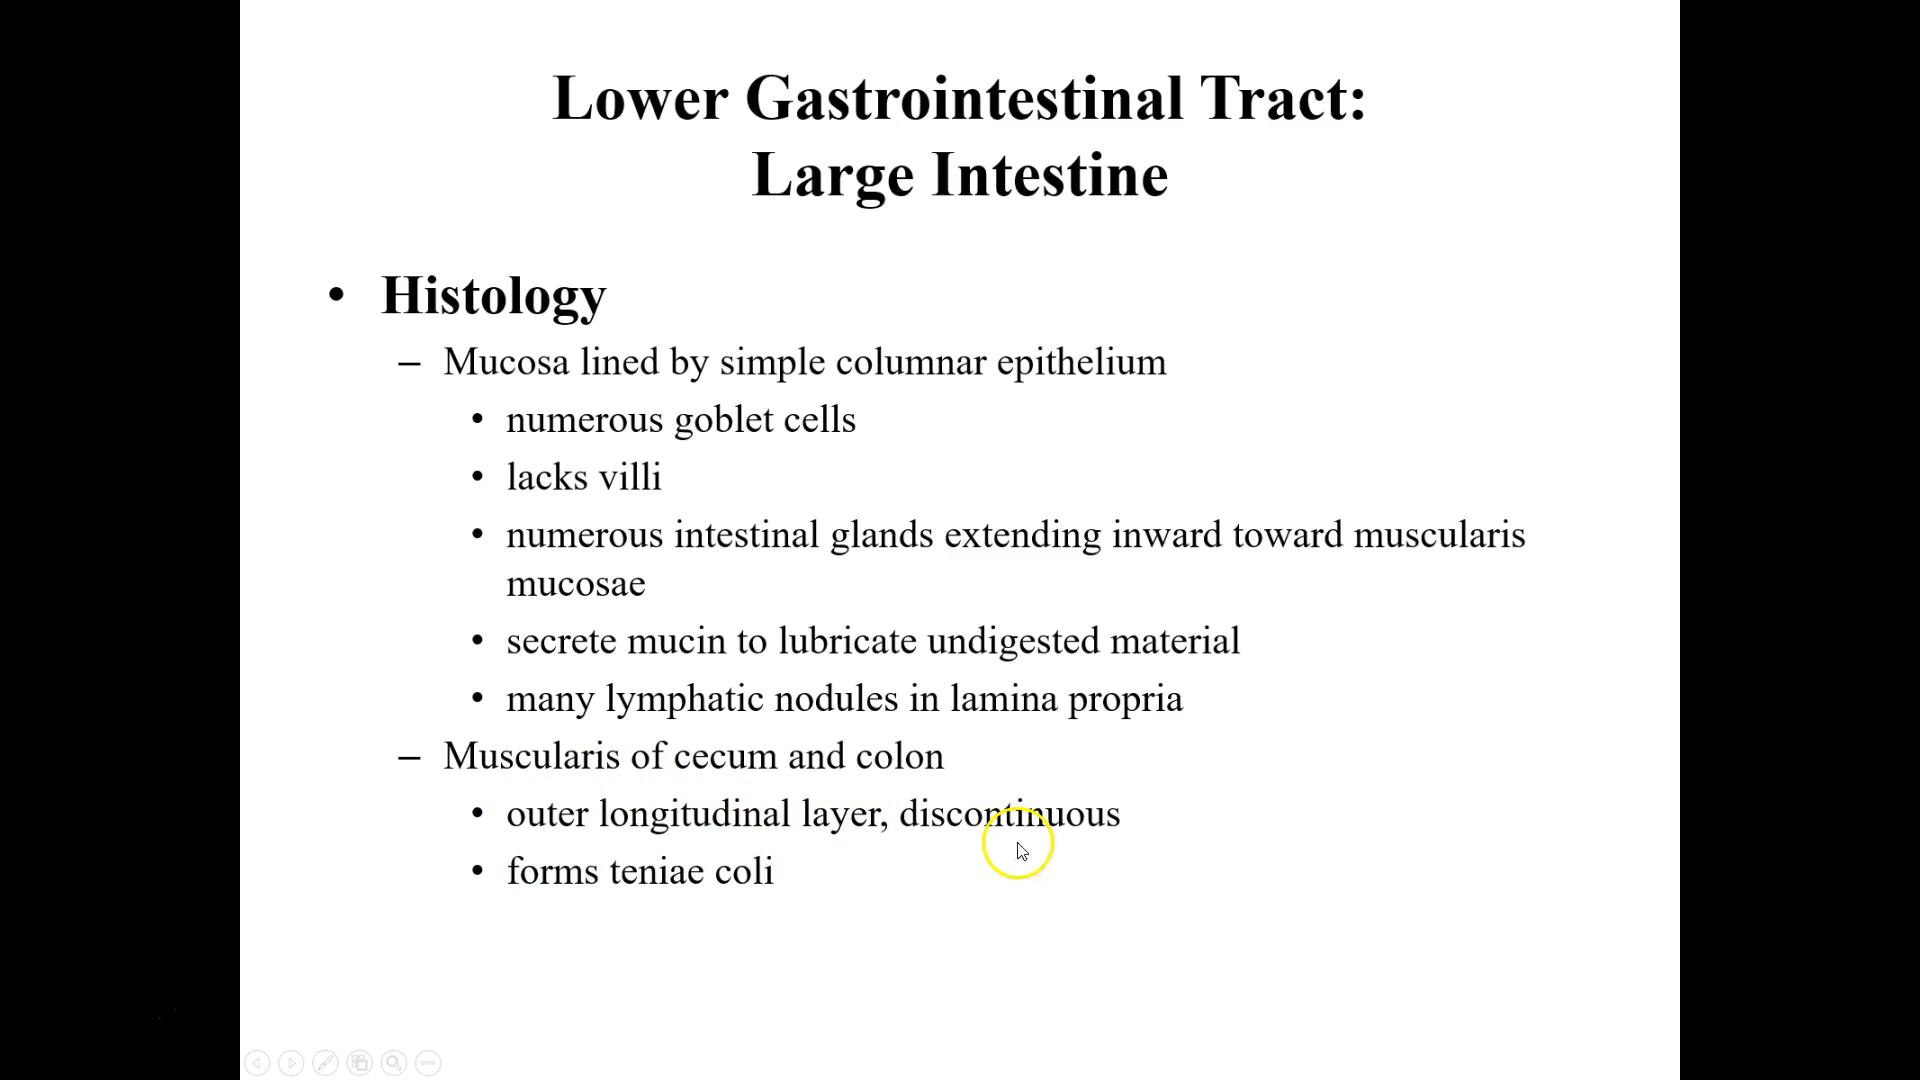 Lower Gastrointestinal Tract:
Large Intestine
• Histology
– Mucosa lined by simple columnar epithelium
• numerous goblet cells
• lacks villi
• numerous intestinal glands extending inward toward muscularis
mucosae
• secrete mucin to lubricate undigested material
• many lymphatic nodules in lamina propria
– Muscularis of cecum and colon
• outer longitudinal layer, discontinuous
• forms teniae coli